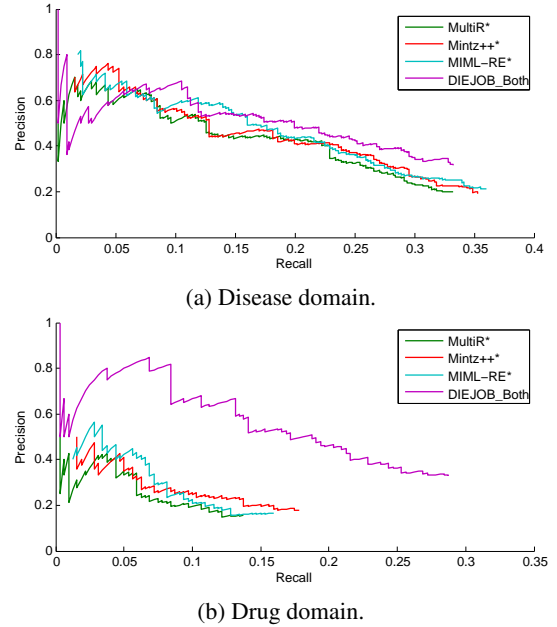 1
0.8
0.6
0.4
0.2
0
Precision
0
0.05
0.1
0.15
0.2
0.25
0.3
0.35
0.4
Recall
MultiR*
Mintz++*
MIML−RE*
DIEJOB_Both
(a) Disease domain.
1
0.8
0.6
0.4
0.2
0
Precision
0
0.05
0.1
0.15
0.2
0.25
0.3
0.35
Recall
MultiR*
Mintz++*
MIML−RE*
DIEJOB_Both
(b) Drug domain.